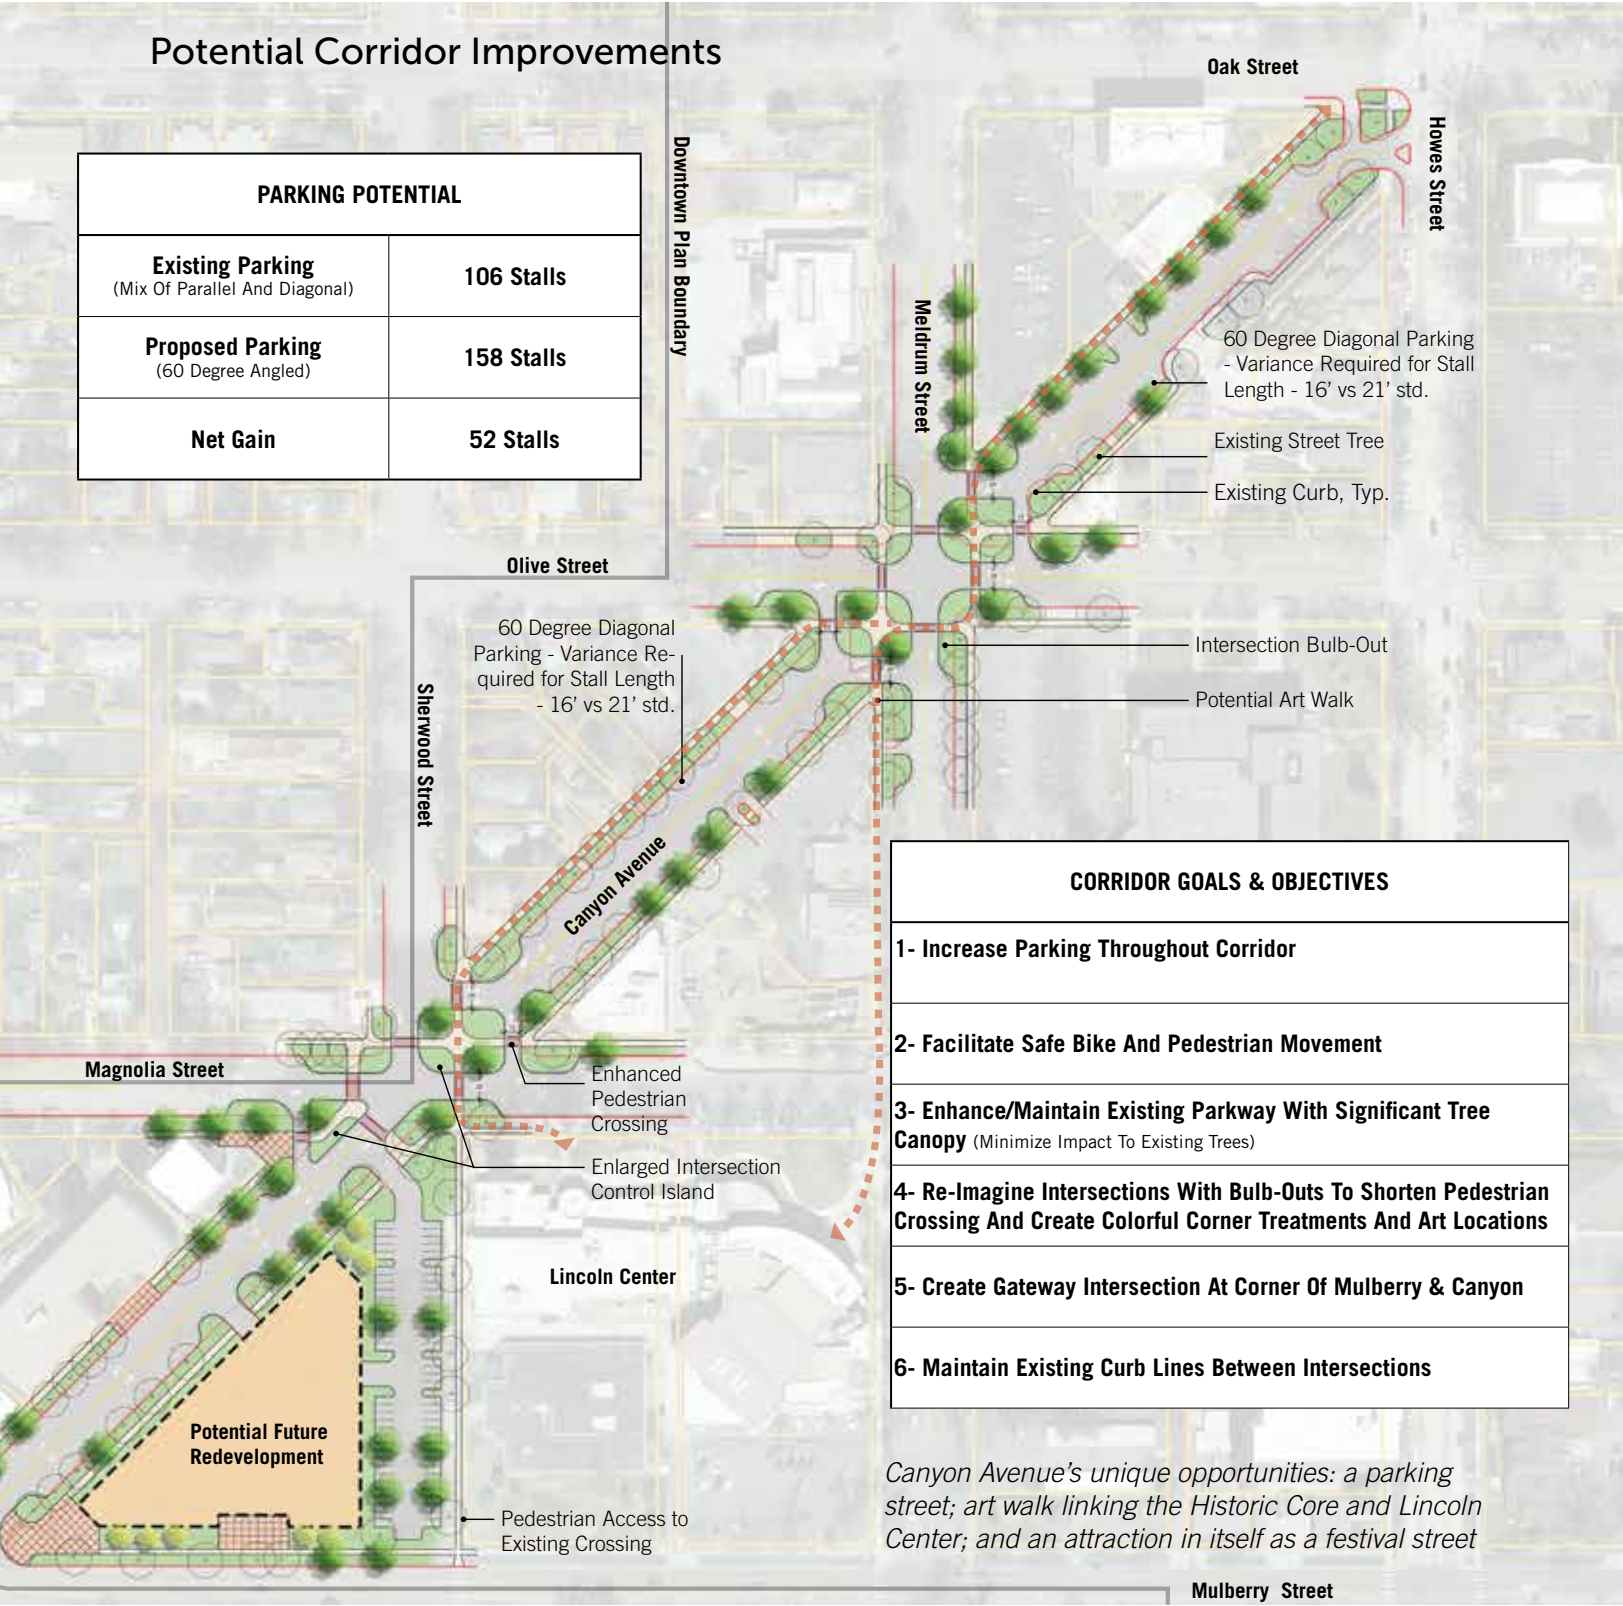 Potential Corridor Improvements
Oak Street
Howes Street
Downtown Plan Boundary
PARKING POTENTIAL
Existing Parking
(Mix Of Parallel And Diagonal)
106 Stalls
Proposed Parking
(60 Degree Angled)
158 Stalls
Net Gain
52 Stalls
Meldrum Street
60 Degree Diagonal Parking
- Variance Required for Stall
Length - 16’ vs 21’ std.
Existing Street Tree
Existing Curb, Typ.
Olive Street
60 Degree Diagonal
Parking - Variance Re-
quired for Stall Length
- 16’ vs 21’ std.
Intersection Bulb-Out
Potential Art Walk
Sherwood Street
Canyon Avenue
CORRIDOR GOALS & OBJECTIVES
1- Increase Parking Throughout Corridor
2- Facilitate Safe Bike And Pedestrian Movement
3- Enhance/Maintain Existing Parkway With Significant Tree
Canopy (Minimize Impact To Existing Trees)
4- Re-Imagine Intersections With Bulb-Outs To Shorten Pedestrian
Crossing And Create Colorful Corner Treatments And Art Locations
5- Create Gateway Intersection At Corner Of Mulberry & Canyon
6- Maintain Existing Curb Lines Between Intersections
Magnolia Street
Enhanced
Pedestrian
Crossing
Enlarged Intersection
Control Island
Lincoln Center
Potential Future
Redevelopment
Pedestrian Access to
Existing Crossing
Canyon Avenue’s unique opportunities: a parking
street; art walk linking the Historic Core and Lincoln
Center; and an attraction in itself as a festival street
Mulberry Street